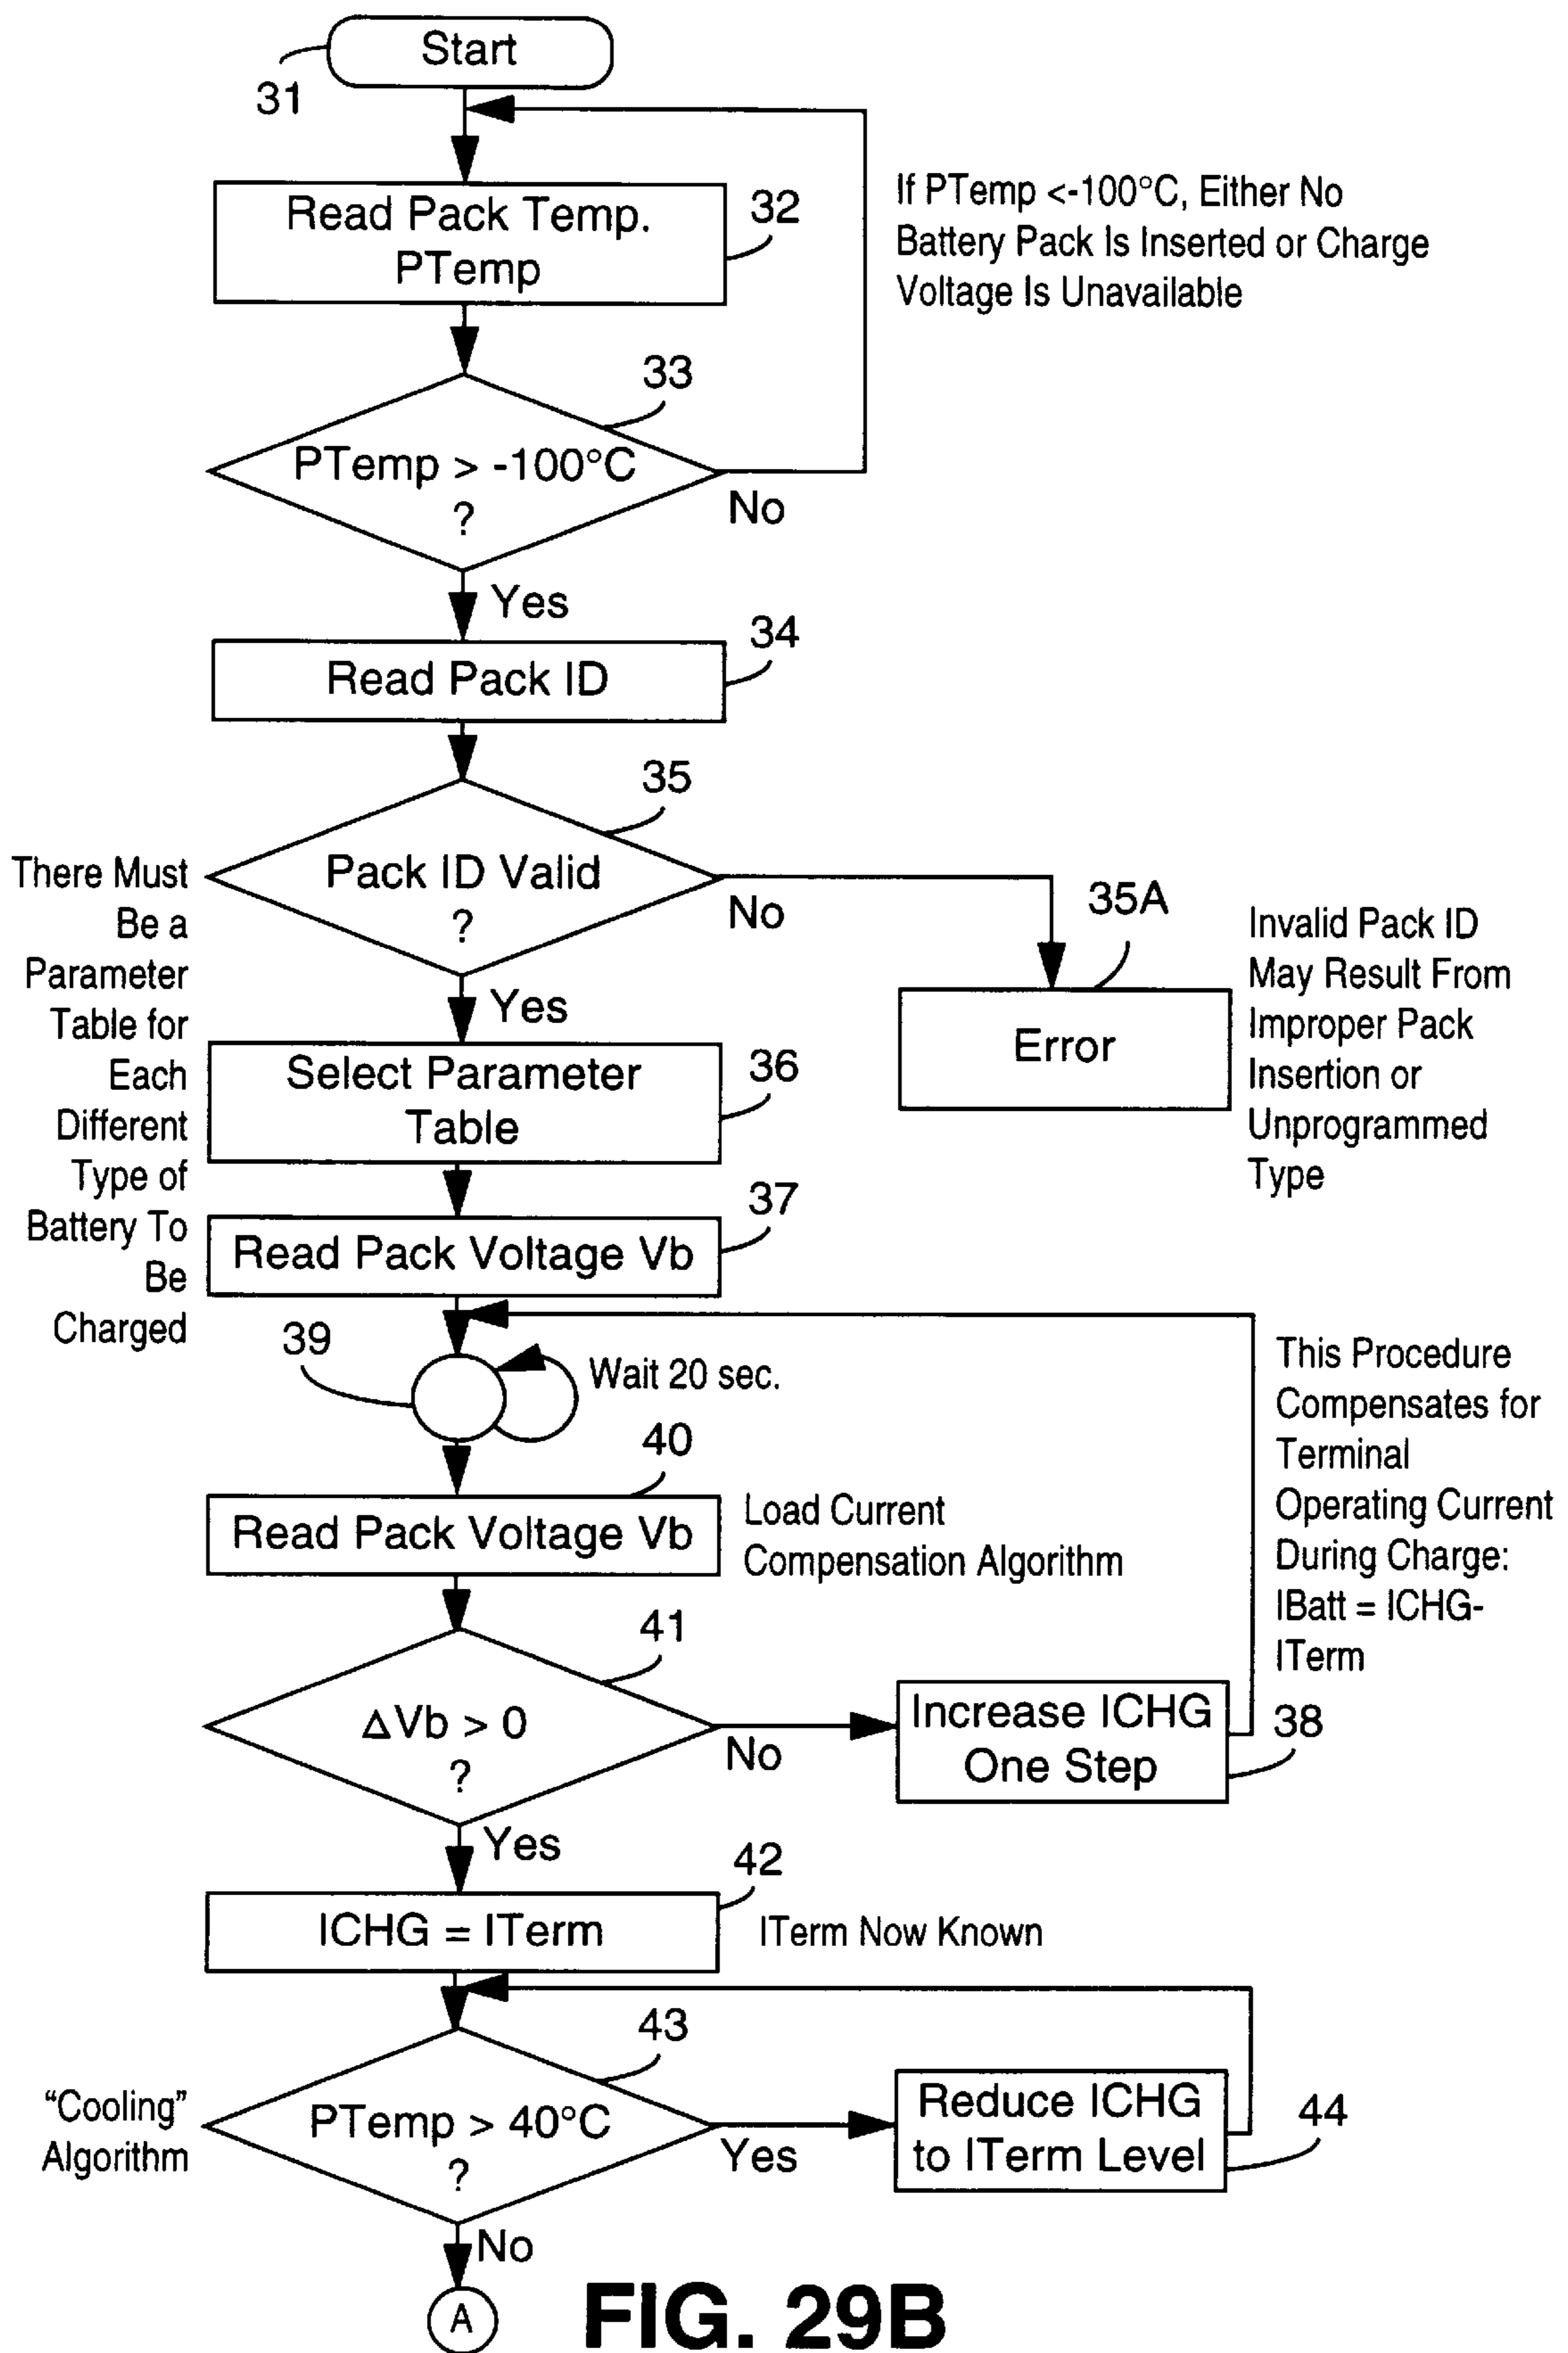 Start
31
Read Pack Temp.
PTemp
32
If PTemp <-100°C, Either No
Battery Pack Is Inserted or Charge
Voltage Is Unavailable
33
PTemp > -100°C
?
No
Yes
34
Read Pack ID
35
Pack ID Valid
?
No
There Must
Be a
Parameter
Table for
Each
Different
Type of
Battery To
Be
Charged
35A
Error
Invalid Pack ID
May Result From
Improper Pack
Insertion or
Unprogrammed
Type
Yes
Select Parameter
Table
36
37
Read Pack Voltage Vb
39
Wait 20 sec.
This Procedure
Compensates for
Terminal
Operating Current
During Charge:
IBatt = ICHG-
ITerm
40
Read Pack Voltage Vb
Load Current
Compensation Algorithm
41
ΔVb > 0
?
No
Increase ICHG
One Step
38
Yes
42
ICHG = ITerm
ITerm Now Known
43
"Cooling"
Algorithm
PTemp > 40°C
?
Yes
Reduce ICHG
to ITerm Level
44
No
A
FIG. 29B